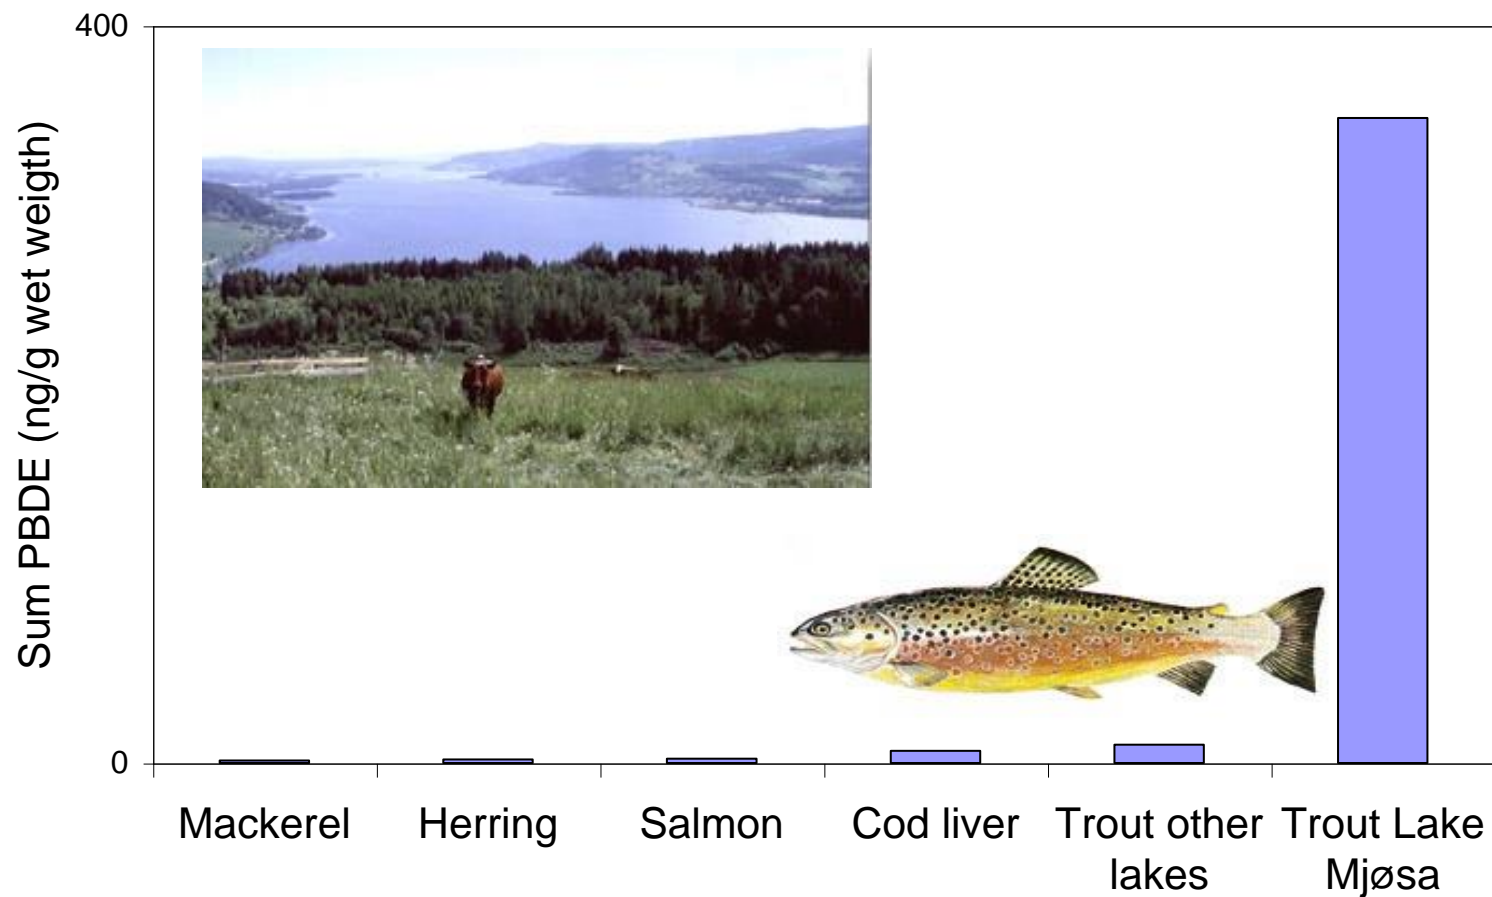 400
Sum PBDE (ng/g wet weigth)
0
Mackerel
Herring
Salmon
Cod liver
Trout other
lakes
Trout Lake
Mjøsa